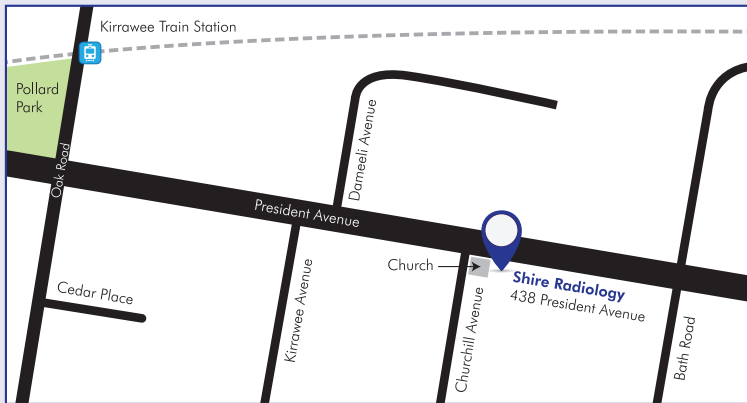 Kirrawee Train Station
Pollard
Park
Oak Road
Dameeli Avenue
President Avenue
Church
Shire Radiology
438 President Avenue
Cedar Place
Kirrawee Avenue
Churchill Avenue
Bath Road